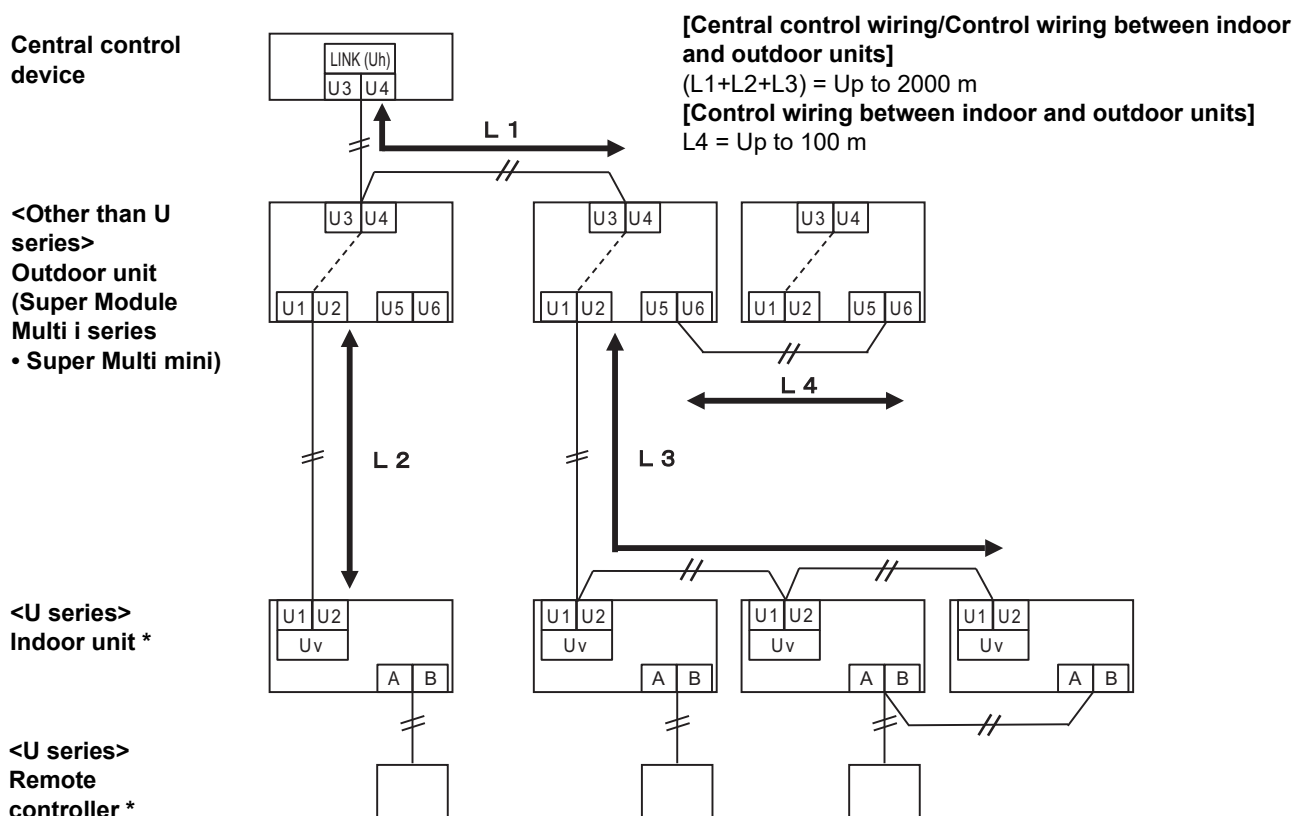 Central control
device
LINK (Uh)
U3 U4
[Central control wiring/Control wiring between indoor
and outdoor units]
(L1+L2+L3) = Up to 2000 m
[Control wiring between indoor and outdoor units]
L4 = Up to 100 m
L 1
<Other than U
series>
Outdoor unit
(Super Module
Multi i series
• Super Multi mini)
U3 U4
U1 U2
U5 U6
U3 U4
U1 U2
U5 U6
U3 U4
U1 U2
U5 U6
L 4
L 2
L 3
<U series>
Indoor unit *
U1 U2
Uv
A B
U1 U2
Uv
A B
U1 U2
Uv
A B
U1 U2
Uv
A B
<U series>
Remote
controller *